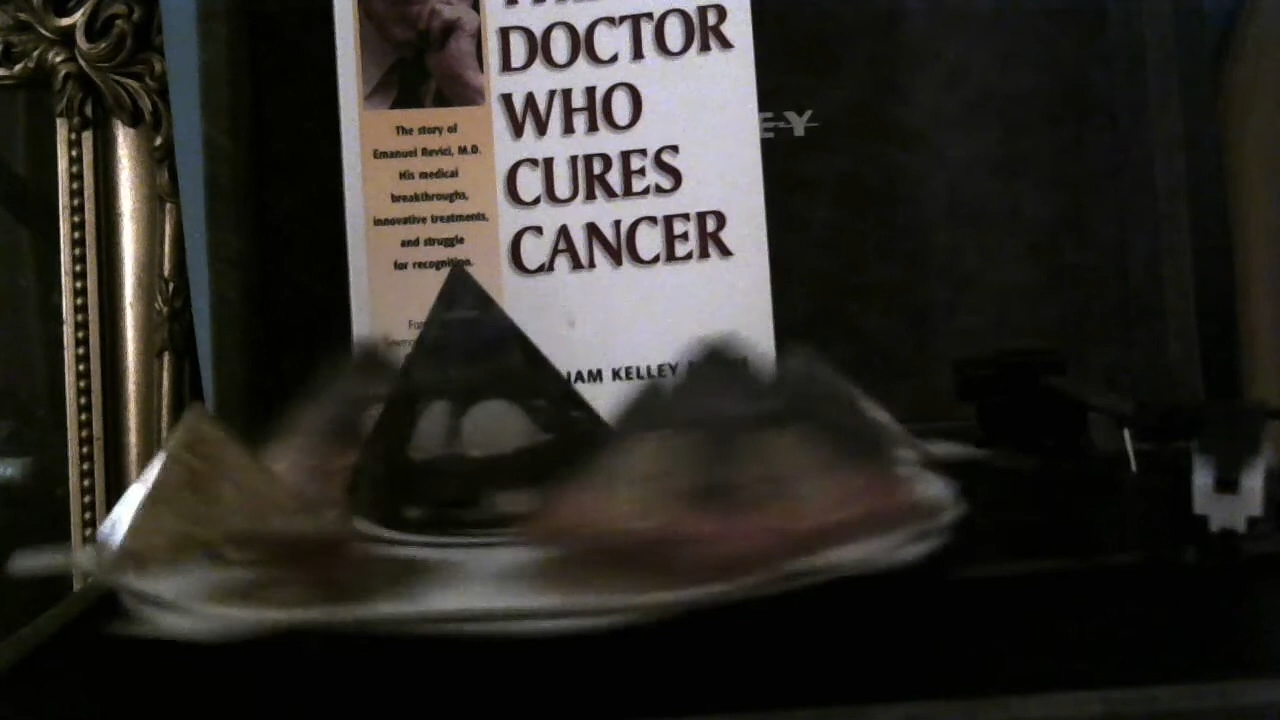 DOCTOR
WHO
CURES
CANCER
The story of
Emanuel Revici, M.D.
His medical
breakthroughs,
innovative treatments,
and struggle
for recognition.
KELLEY